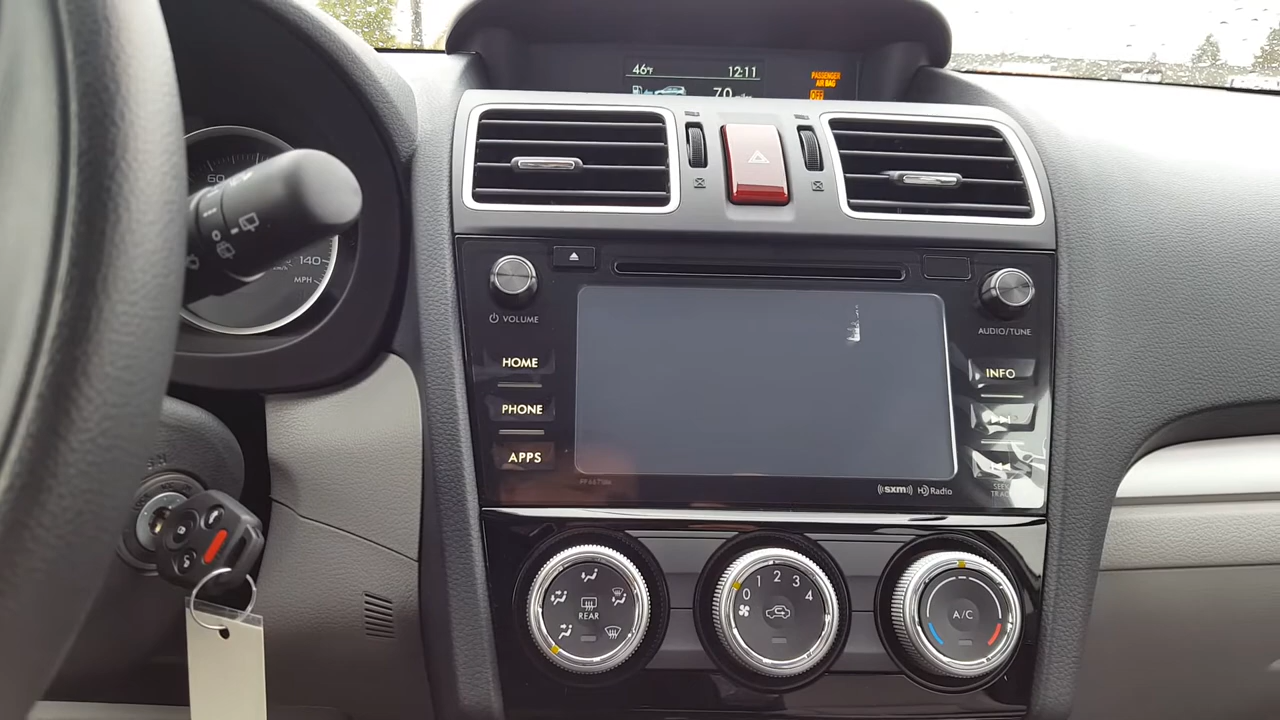 46°F 12:11
70
PASSENGER
AIR BAG
OFF
140
MPH
VOLUME
AUDIO/TUNE
HOME
INFO
PHONE
APPS
((sxm)) HD Radio
0 1 2 3 4
REAR
A/C